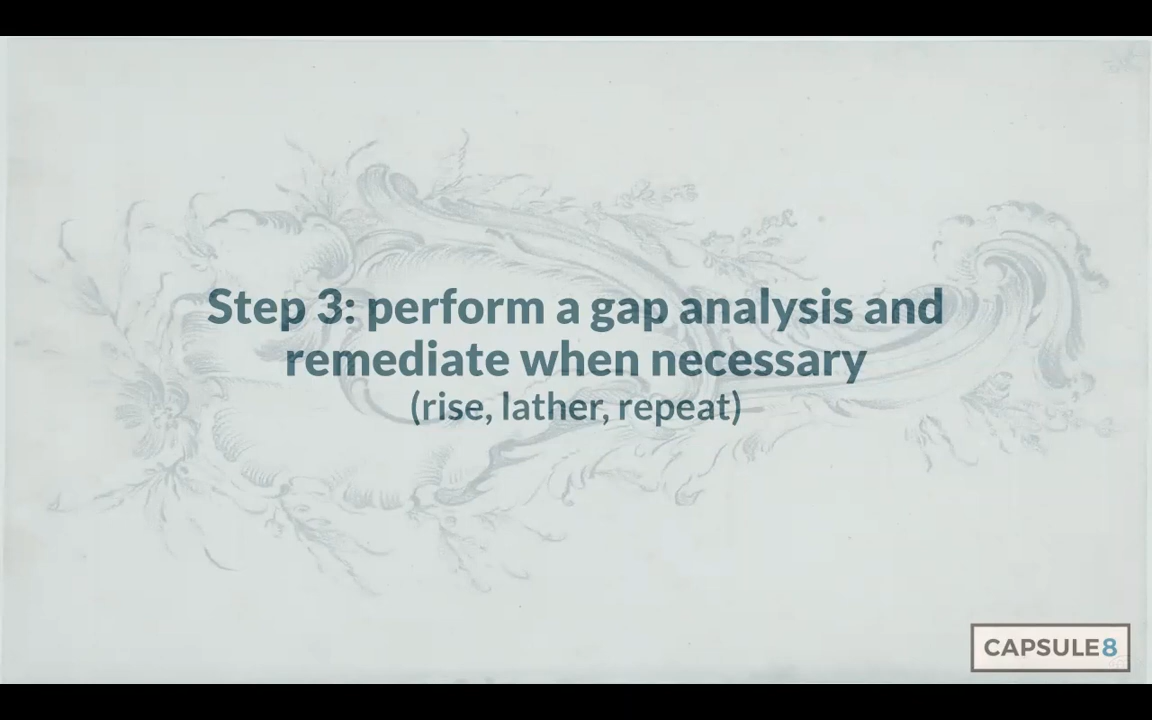 Step 3: perform a gap analysis and
remediate when necessary
(rise, lather, repeat)
CAPSULE8